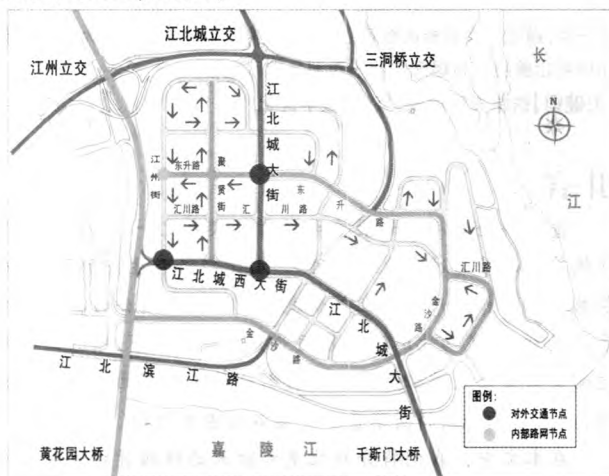 江北城立交
三洞桥立交
江州立交
长江
N
江北城大街
江州街
东升路
聚贤街
东升路
汇川路
汇川路
汇川路
江北城西大街
江北城大街
金沙路
金沙路
江北滨江路
图例：
对外交通节点
内部路网节点
黄花园大桥
嘉陵江
千厮门大桥